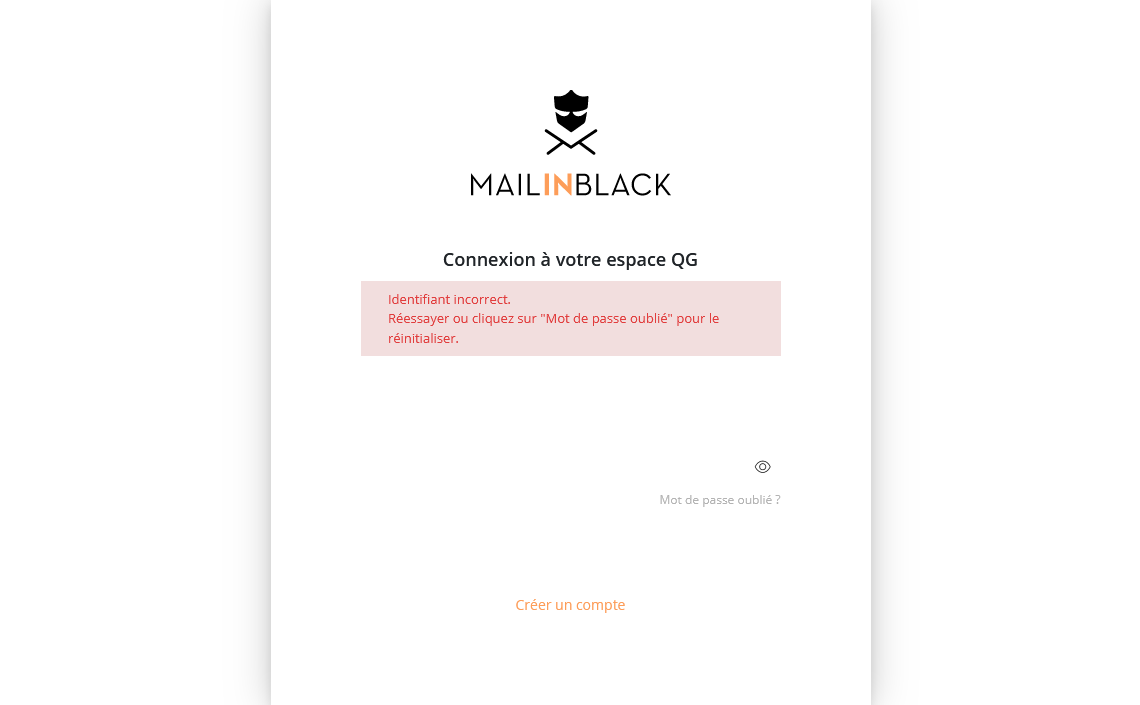 MAILINBLACK
Connexion à votre espace QG
Identifiant incorrect.
Réessayer ou cliquez sur "Mot de passe oublié" pour le
réinitialiser.
Mot de passe oublié ?
Créer un compte